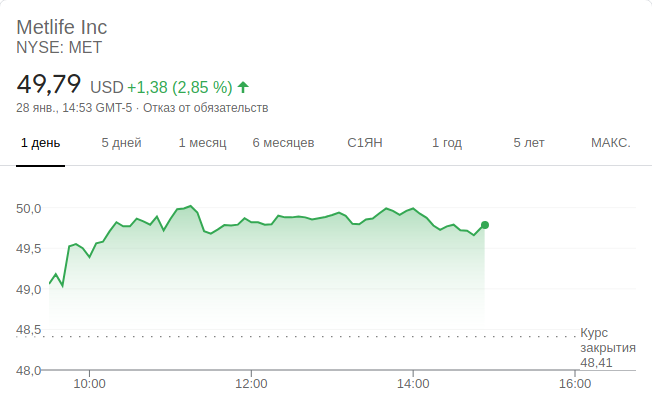 Metlife Inc
NYSE: MET
49,79 USD +1,38 (2,85 %)
28 янв., 14:53 GMT-5 · Отказ от обязательств
1 день 5 дней 1 месяц 6 месяцев С1ЯН 1 год 5 лет МАКС.
50,0
49,5
49,0
48,5
Курс
закрытия
48,41
48,0
10:00 12:00 14:00 16:00